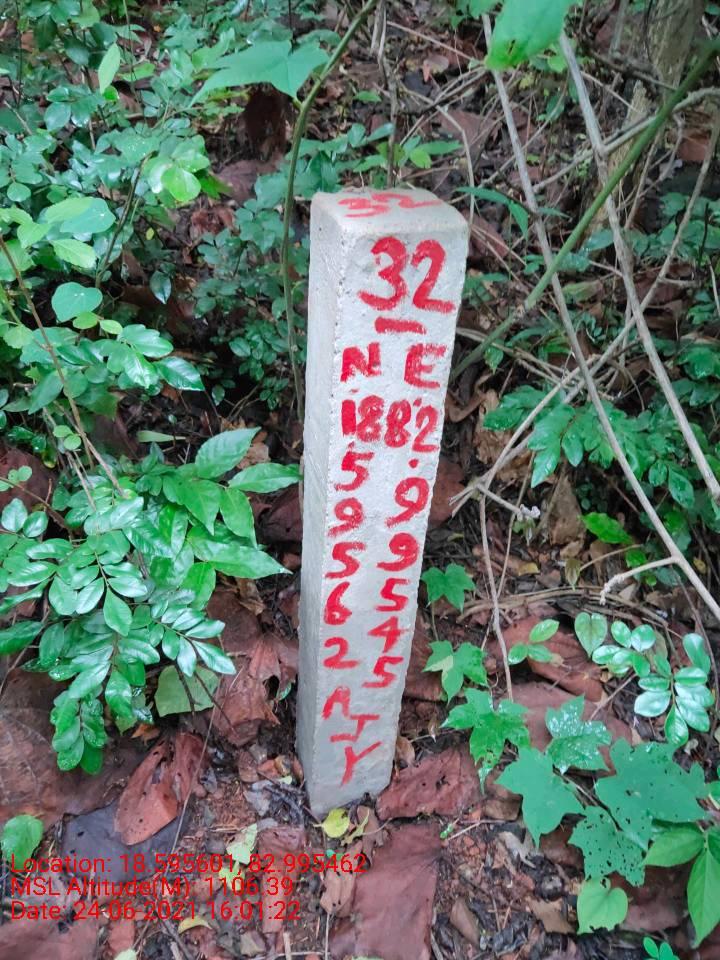 32
32
N E
18 82
5 .9
9 9
5 5
6 4
2 5
A
J
Y
Location: 18.595601, 82.995462
MSL Altitude(M): 1106.39
Date: 24-06-2021 16:01:22